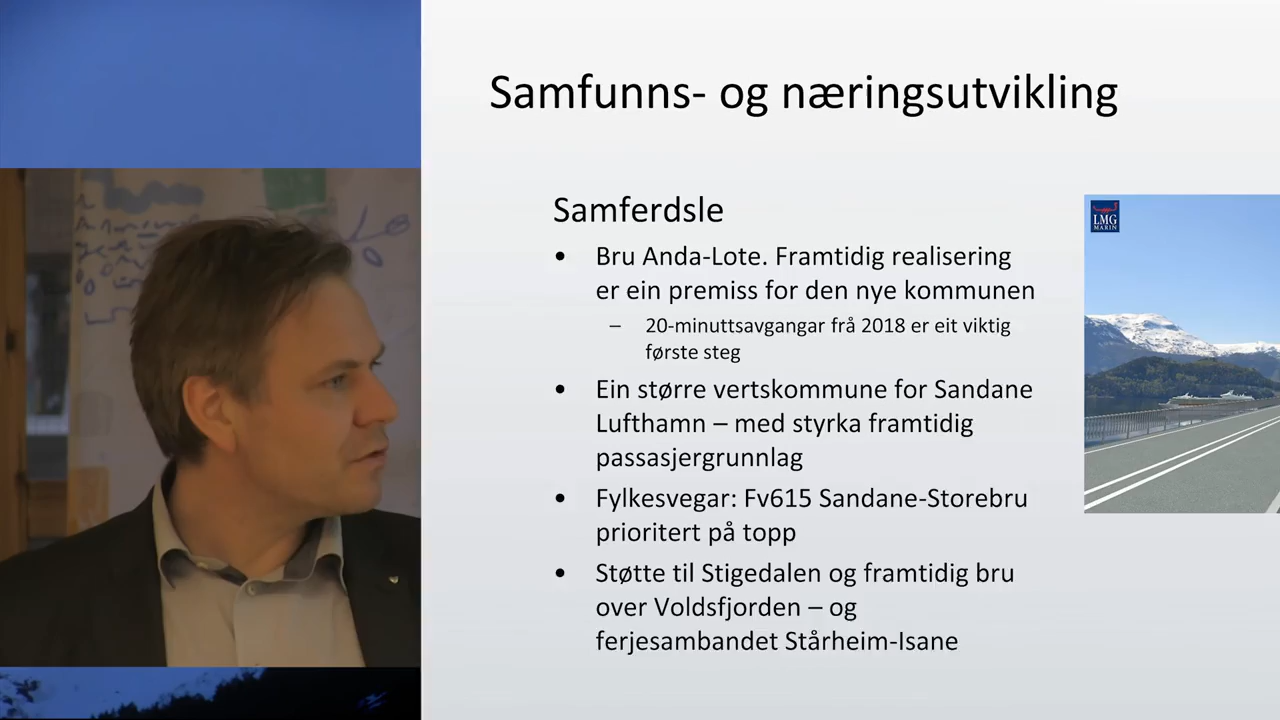 Samfunns- og næringsutvikling
Samferdsle
• Bru Anda-Lote. Framtidig realisering
er ein premiss for den nye kommunen
– 20-minuttsavgangar frå 2018 er eit viktig
første steg
• Ein større vertskommune for Sandane
Lufthamn – med styrka framtidig
passasjergrunnlag
• Fylkesvegar: Fv615 Sandane-Storebru
prioritert på topp
• Støtte til Stigedalen og framtidig bru
over Voldsfjorden – og
ferjesambandet Stårheim-Isane
LMG
MARIN